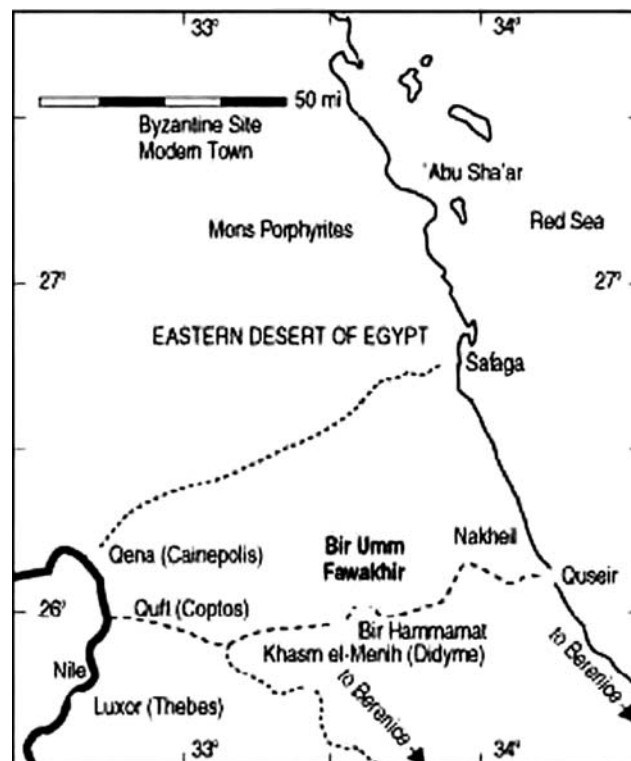 33°
34°
50 mi
Byzantine Site
Modern Town
'Abu Sha'ar
Mons Porphyrites
Red Sea
27°
27°
EASTERN DESERT OF EGYPT
Safaga
Qena (Cainepolis)
Bir Umm
Fawakhir
Nakheil
Quseir
26°
Quft (Coptos)
Bir Hammamat
Khasm el-Menih (Didyme)
Nile
to Berenice
to Berenice
Luxor (Thebes)
33°
34°